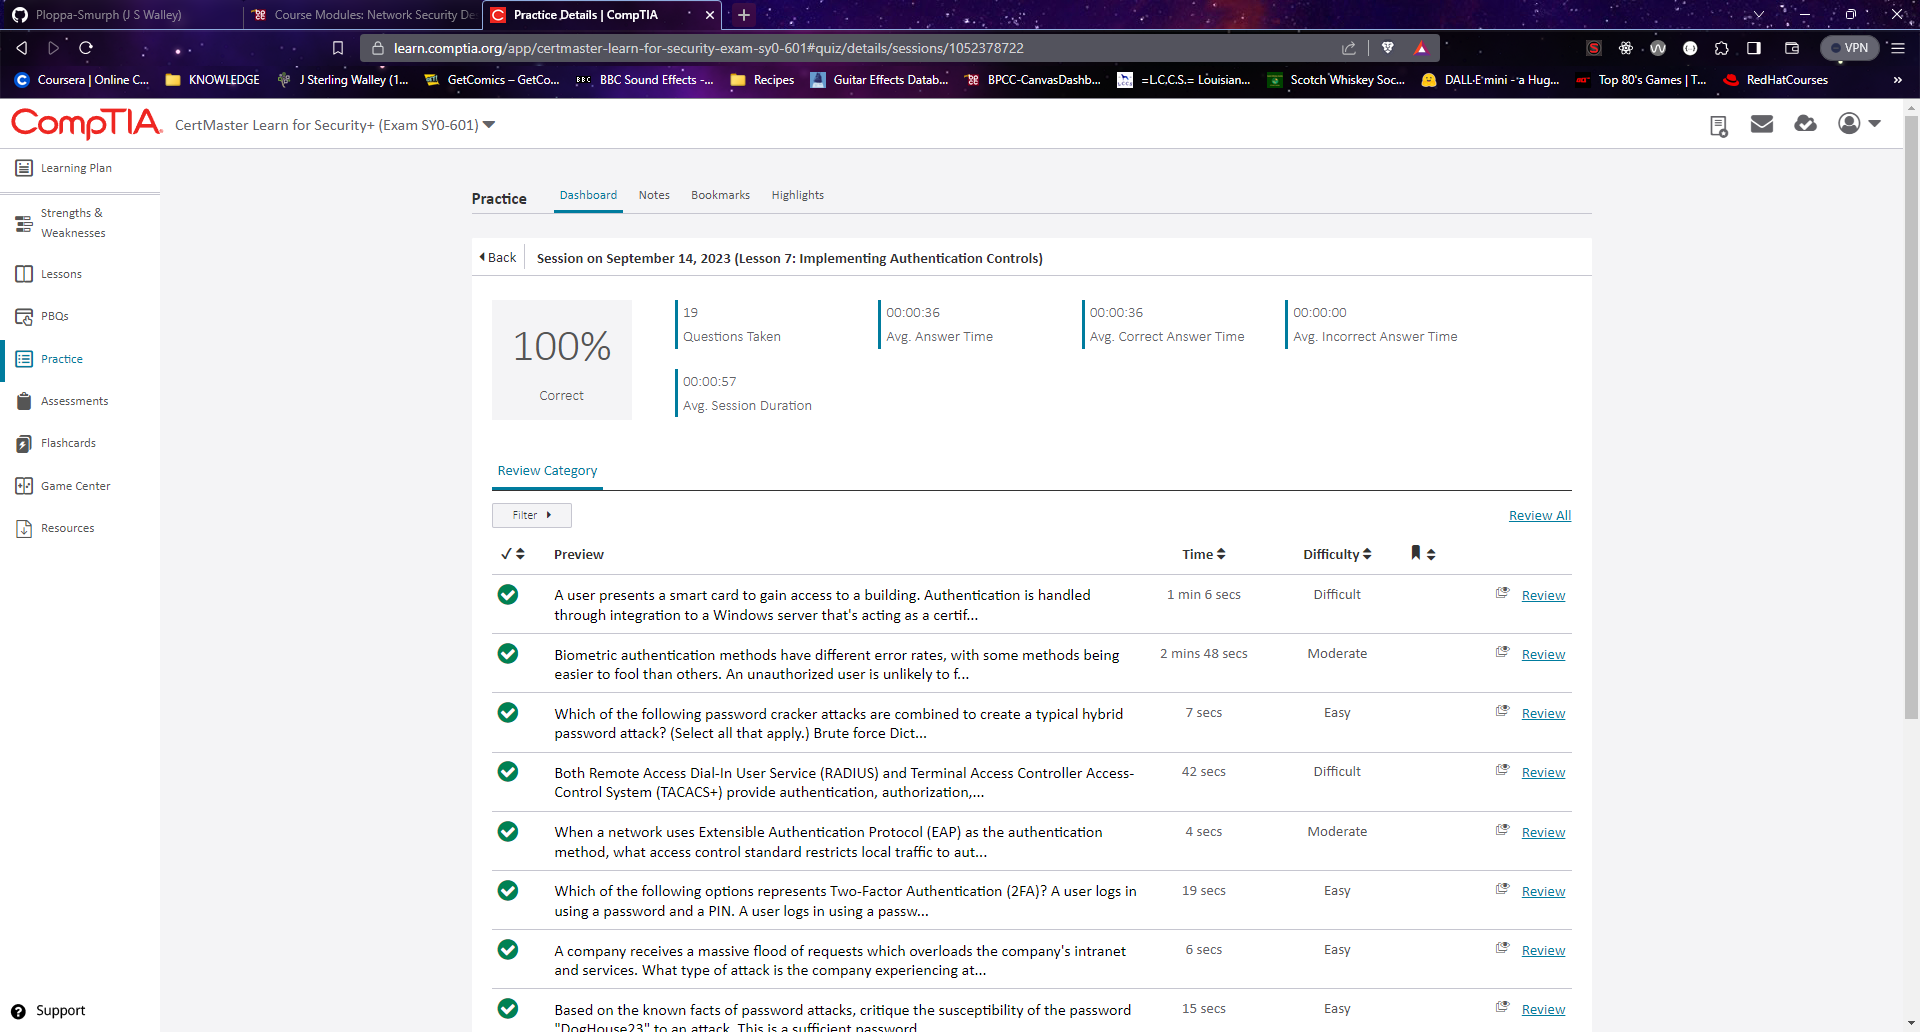 Ploppa-Smurph (J S Walley)
Course Modules: Network Security De
Practice Details | CompTIA
learn.comptia.org/app/certmaster-learn-for-security-exam-sy0-601#quiz/details/sessions/1052378722
VPN
Coursera | Online C...
KNOWLEDGE
J Sterling Walley (1...
GetComics – GetCo...
BBC Sound Effects -...
Recipes
Guitar Effects Datab...
BPCC-CanvasDashb...
=L.C.C.S.= Louisian...
Scotch Whiskey Soc...
DALL·E mini - a Hug...
Top 80's Games | T...
RedHatCourses
CompTIA.
CertMaster Learn for Security+ (Exam SY0-601)
Learning Plan
Strengths &
Weaknesses
Lessons
PBQs
Practice
Assessments
Flashcards
Game Center
Resources
Support
Practice
Dashboard
Notes
Bookmarks
Highlights
Back
Session on September 14, 2023 (Lesson 7: Implementing Authentication Controls)
100%
Correct
19
Questions Taken
00:00:36
Avg. Answer Time
00:00:36
Avg. Correct Answer Time
00:00:00
Avg. Incorrect Answer Time
00:00:57
Avg. Session Duration
Review Category
Filter
Review All
Preview
Time
Difficulty
A user presents a smart card to gain access to a building. Authentication is handled
through integration to a Windows server that's acting as a certif...
1 min 6 secs
Difficult
Review
Biometric authentication methods have different error rates, with some methods being
easier to fool than others. An unauthorized user is unlikely to f...
2 mins 48 secs
Moderate
Review
Which of the following password cracker attacks are combined to create a typical hybrid
password attack? (Select all that apply.) Brute force Dict...
7 secs
Easy
Review
Both Remote Access Dial-In User Service (RADIUS) and Terminal Access Controller Access-
Control System (TACACS+) provide authentication, authorization,...
42 secs
Difficult
Review
When a network uses Extensible Authentication Protocol (EAP) as the authentication
method, what access control standard restricts local traffic to aut...
4 secs
Moderate
Review
Which of the following options represents Two-Factor Authentication (2FA)? A user logs in
using a password and a PIN. A user logs in using a passw...
19 secs
Easy
Review
A company receives a massive flood of requests which overloads the company's intranet
and services. What type of attack is the company experiencing at...
6 secs
Easy
Review
Based on the known facts of password attacks, critique the susceptibility of the password
"DogHouse23" to an attack. This is a sufficient password
15 secs
Easy
Review